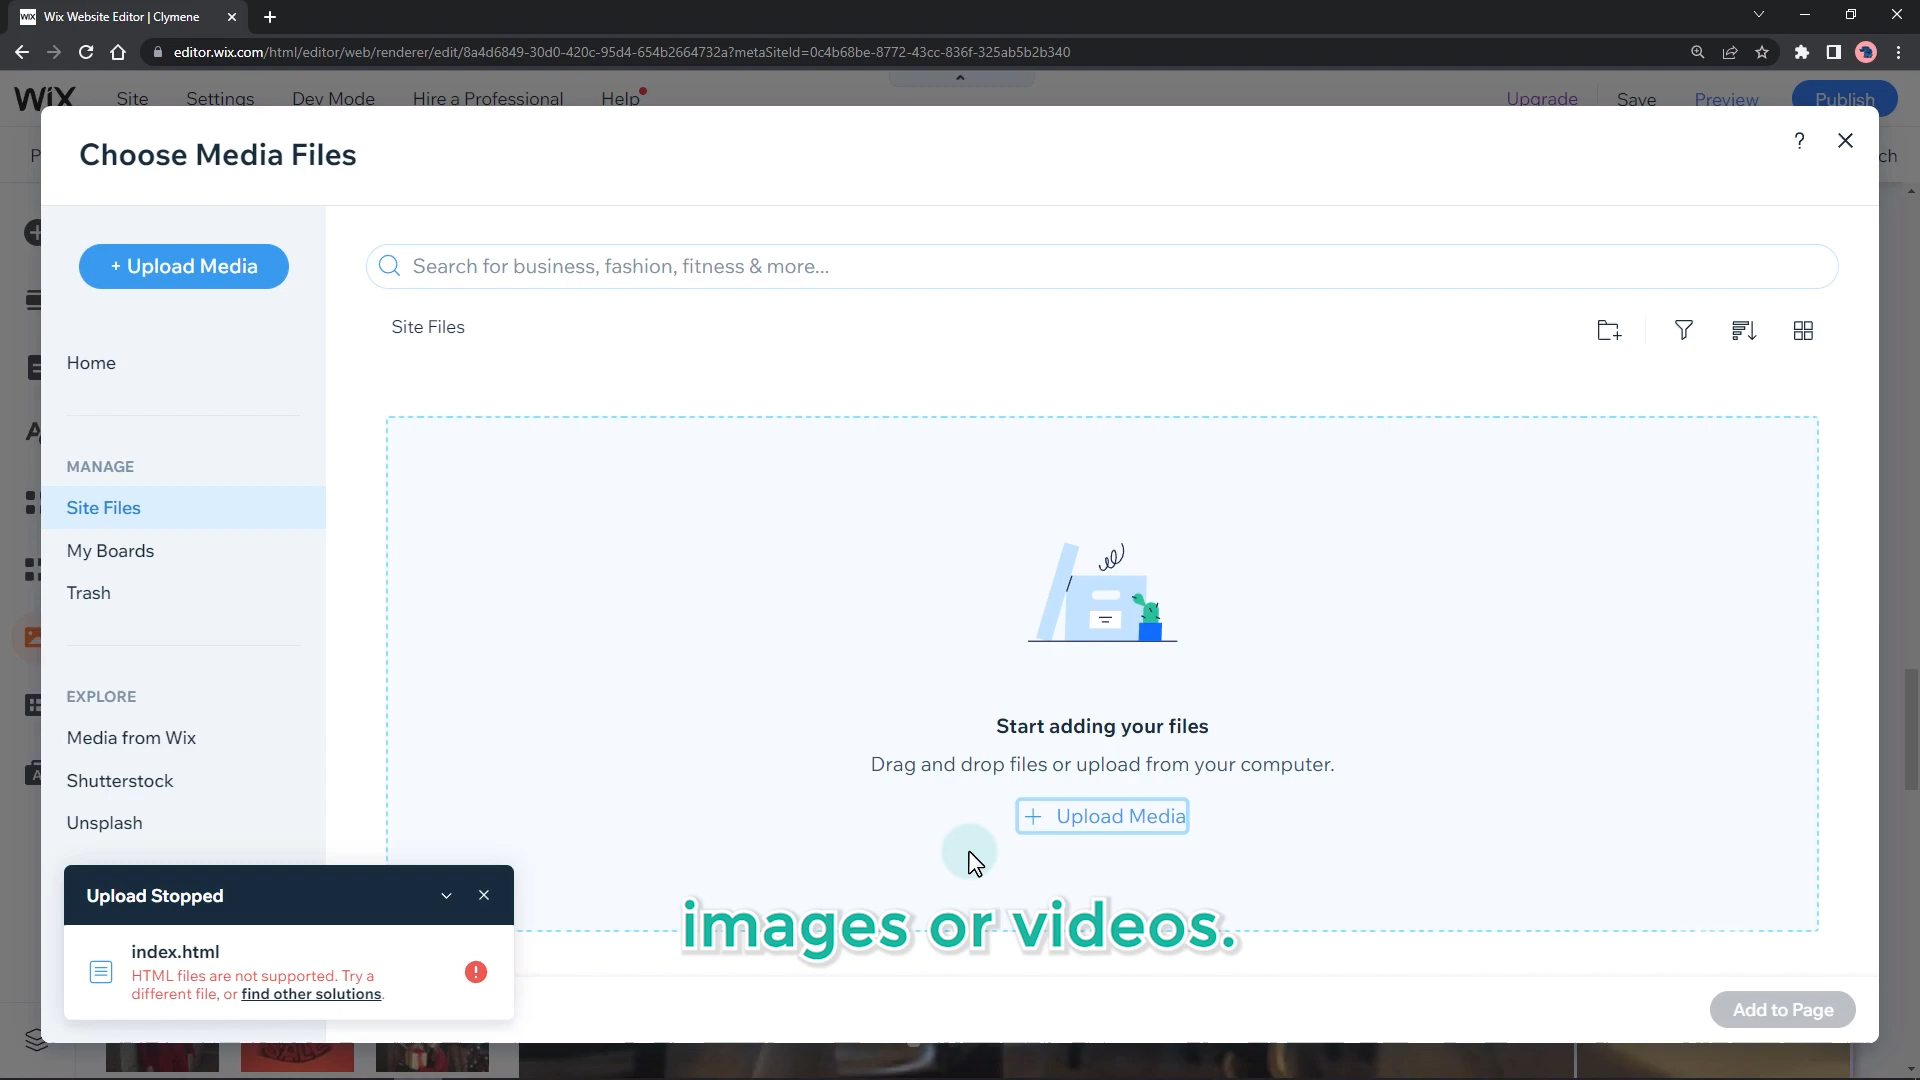 WiX Wix Website Editor | Clymene
editor.wix.com/html/editor/web/renderer/edit/8a4d6849-30d0-420c-95d4-654b2664732a?metaSiteId=0c4b68be-8772-43cc-836f-325ab5b2b340
WiX Site Settings Dev Mode Hire a Professional Help Upgrade Save Preview Publish
P
ch
Choose Media Files
?
+ Upload Media
Search for business, fashion, fitness & more...
Site Files
Home
MANAGE
Site Files
My Boards
Trash
EXPLORE
Media from Wix
Shutterstock
Unsplash
Start adding your files
Drag and drop files or upload from your computer.
+ Upload Media
images or videos.
Upload Stopped
index.html
HTML files are not supported. Try a
different file, or find other solutions.
Add to Page